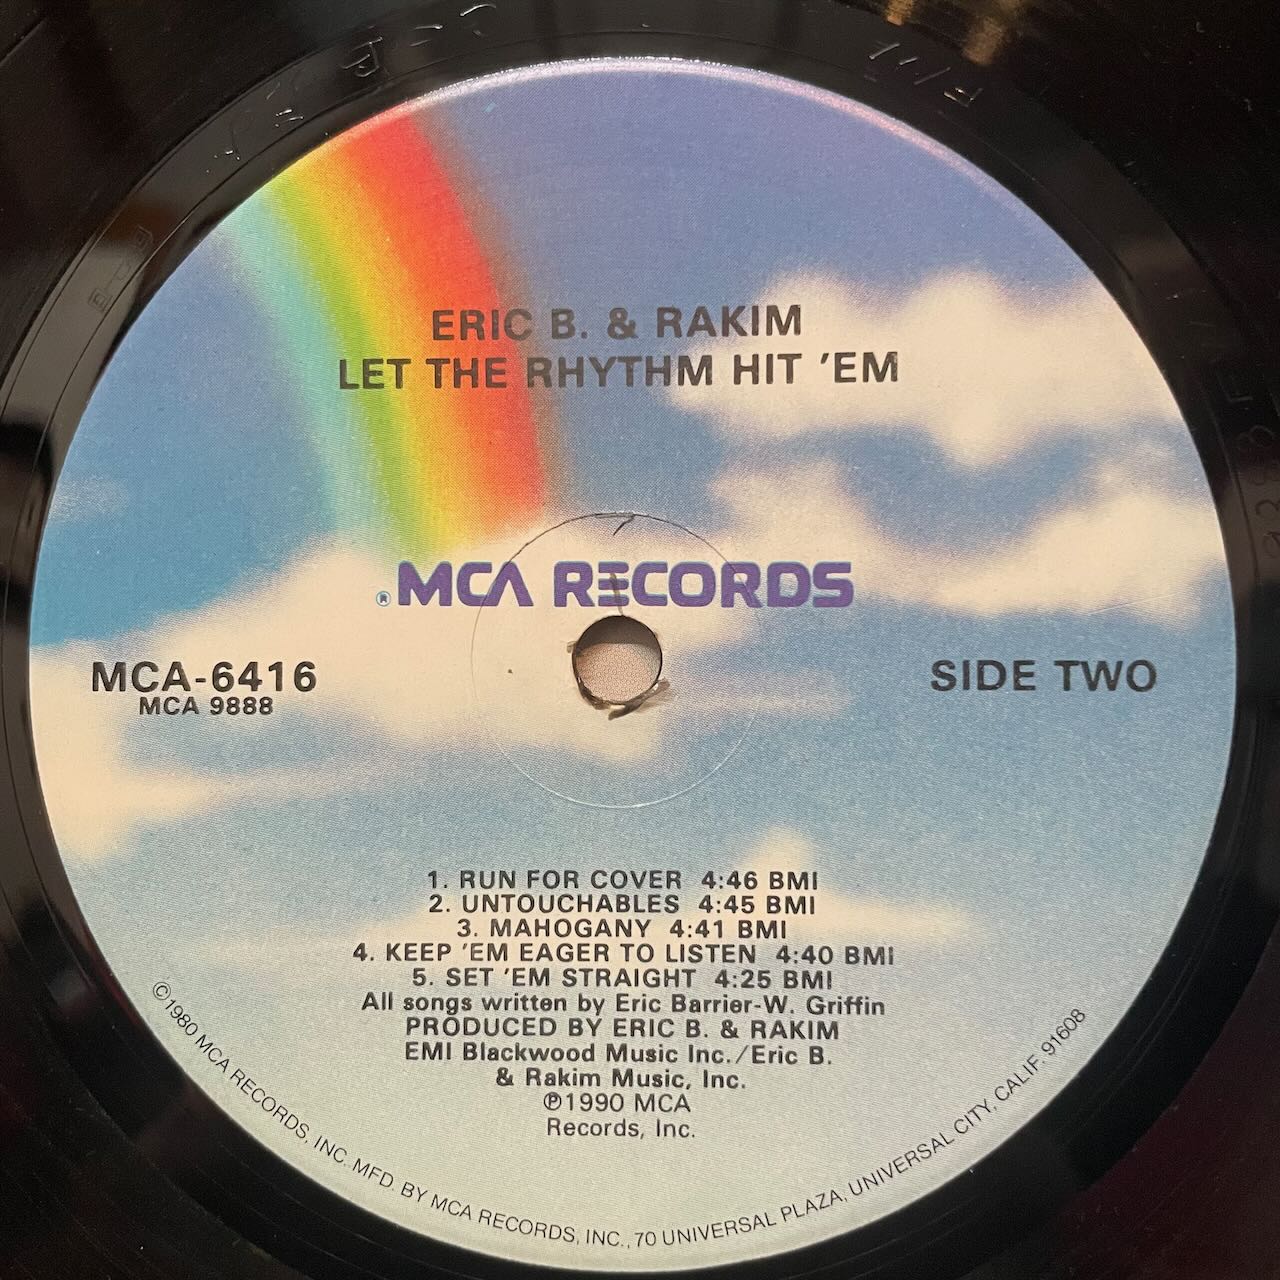 ERIC B. & RAKIM
LET THE RHYTHM HIT 'EM
®MCA RECORDS
MCA-6416
MCA 9888
SIDE TWO
1. RUN FOR COVER 4:46 BMI
2. UNTOUCHABLES 4:45 BMI
3. MAHOGANY 4:41 BMI
4. KEEP 'EM EAGER TO LISTEN 4:40 BMI
5. SET 'EM STRAIGHT 4:25 BMI
All songs written by Eric Barrier-W. Griffin
PRODUCED BY ERIC B. & RAKIM
EMI Blackwood Music Inc./Eric B.
& Rakim Music, Inc.
℗1990 MCA
Records, Inc.
©1980 MCA RECORDS, INC. MFD. BY MCA RECORDS, INC., 70 UNIVERSAL PLAZA, UNIVERSAL CITY, CALIF. 91608